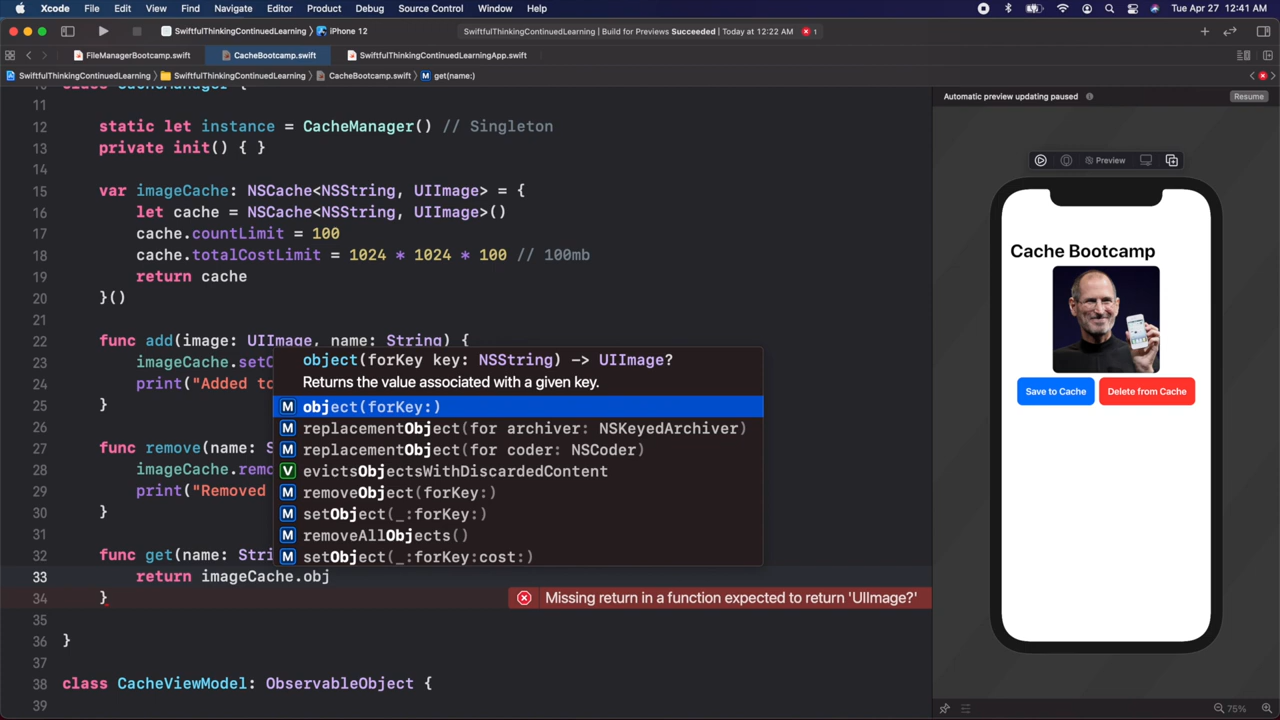 Xcode File Edit View Find Navigate Editor Product Debug Source Control Window Help
Tue Apr 27 12:41 AM
SwiftfulThinkingContinuedLearning 〉 iPhone 12
SwiftfulThinkingContinuedLearning | Build for Previews Succeeded | Today at 12:22 AM 1
FileManagerBootcamp.swift CacheBootcamp.swift SwiftfulThinkingContinuedLearningApp.swift
SwiftfulThinkingContinuedLearning 〉 SwiftfulThinkingContinuedLearning 〉 CacheBootcamp.swift 〉 M get(name:)
10 class CacheManager {
11
12 static let instance = CacheManager() // Singleton
13 private init() { }
14
15 var imageCache: NSCache<NSString, UIImage> = {
16 let cache = NSCache<NSString, UIImage>()
17 cache.countLimit = 100
18 cache.totalCostLimit = 1024 * 1024 * 100 // 100mb
19 return cache
20 }()
21
22 func add(image: UIImage, name: String) {
23 imageCache.setO
24 print("Added to
25 }
26
27 func remove(name: S
28 imageCache.remo
29 print("Removed
30 }
31
32 func get(name: Stri
33 return imageCache.obj
34 }
Missing return in a function expected to return 'UIImage?'
35
36 }
37
38 class CacheViewModel: ObservableObject {
39
object(forKey key: NSString) -> UIImage?
Returns the value associated with a given key.
M object(forKey:)
M replacementObject(for archiver: NSKeyedArchiver)
M replacementObject(for coder: NSCoder)
V evictsObjectsWithDiscardedContent
M removeObject(forKey:)
M setObject(_:forKey:)
M removeAllObjects()
M setObject(_:forKey:cost:)
Automatic preview updating paused
Resume
Preview
Cache Bootcamp
Save to Cache
Delete from Cache
75%